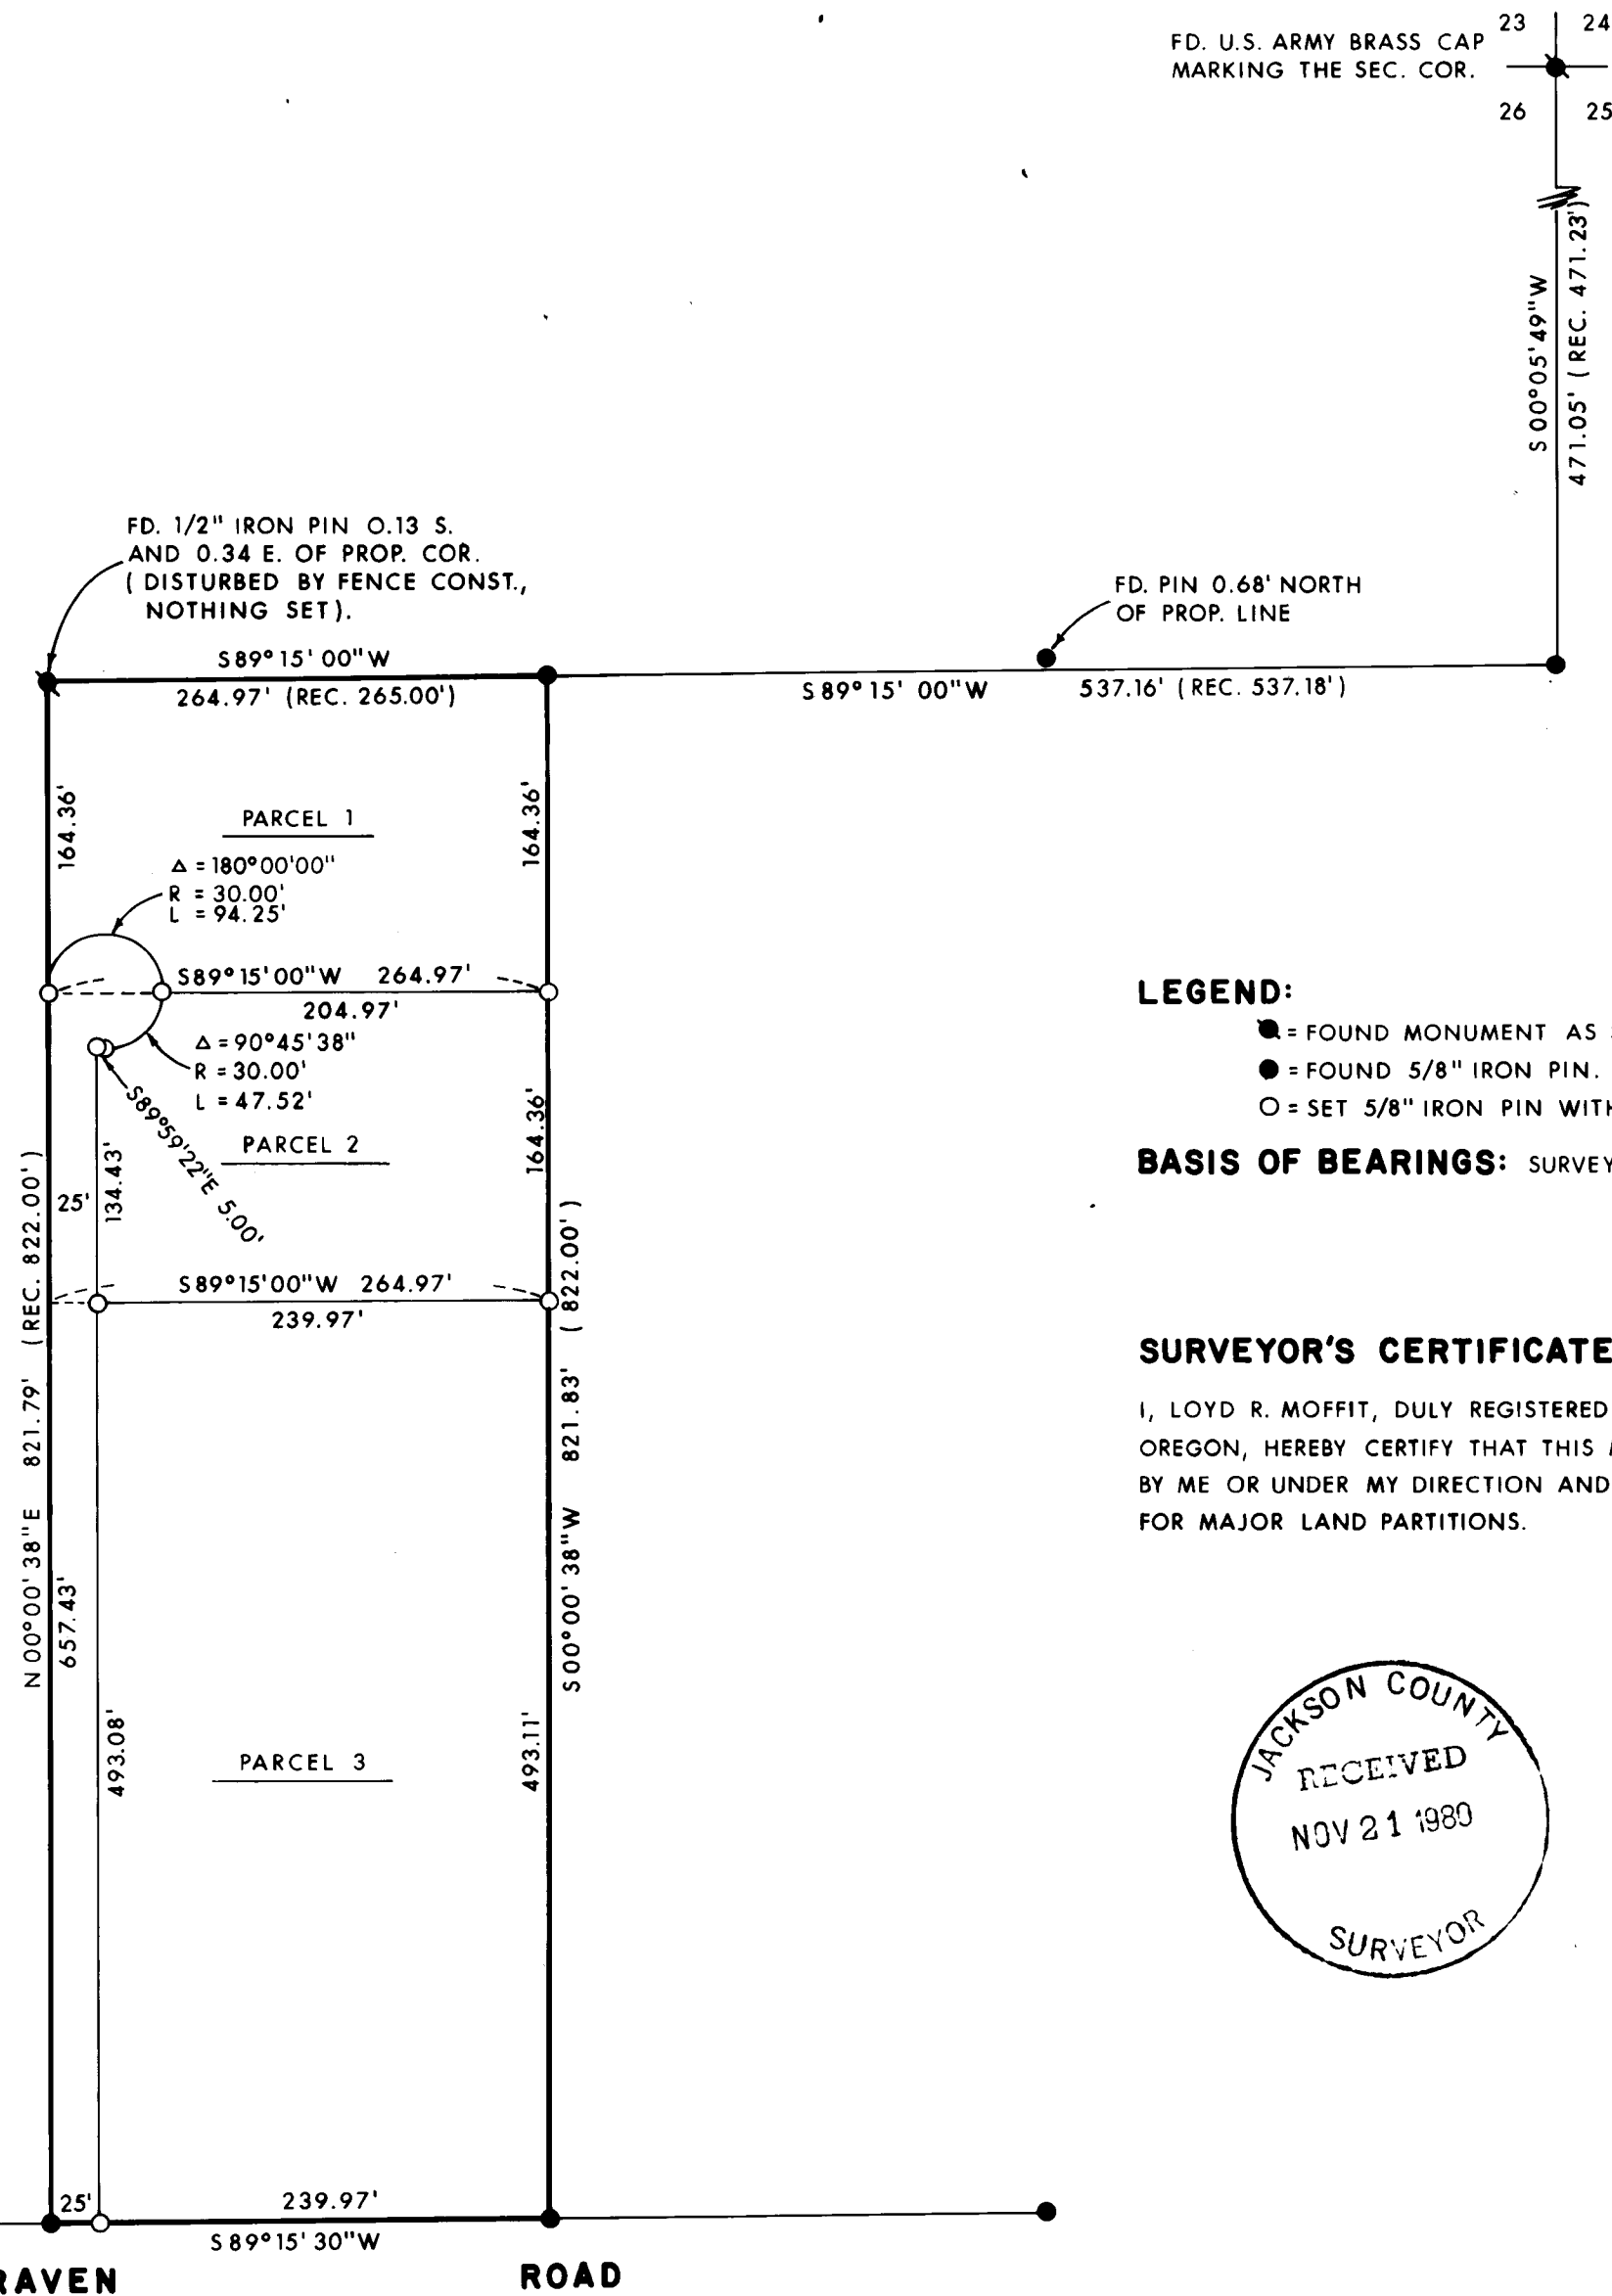 23 24
FD. U.S. ARMY BRASS CAP
MARKING THE SEC. COR.
26 25
S 00°05'49"W
471.05' (REC. 471.23')
FD. 1/2" IRON PIN 0.13 S.
AND 0.34 E. OF PROP. COR.
( DISTURBED BY FENCE CONST.,
NOTHING SET ).
FD. PIN 0.68' NORTH
OF PROP. LINE
S 89° 15' 00"W
264.97' (REC. 265.00')
S 89° 15' 00"W 537.16' ( REC. 537.18' )
164.36'
164.36'
PARCEL 1
Δ = 180°00'00"
R = 30.00'
L = 94.25'
S89° 15'00"W 264.97'
204.97'
Δ = 90°45'38"
R = 30.00'
L = 47.52'
S89°59'22"E 5.00'
PARCEL 2
134.43'
25'
164.36'
S 89° 15'00"W 264.97'
239.97'
N 00°00'38"E 821.79' (REC. 822.00')
657.43'
S00°00'38"W 821.83' ( 822.00' )
493.08'
PARCEL 3
493.11'
25'
239.97'
S 89° 15' 30"W
RAVEN ROAD
LEGEND:
= FOUND MONUMENT AS
= FOUND 5/8" IRON PIN.
O = SET 5/8" IRON PIN WITH
BASIS OF BEARINGS: SURVEY
SURVEYOR'S CERTIFICATE
I, LOYD R. MOFFIT, DULY REGISTERED
OREGON, HEREBY CERTIFY THAT THIS
BY ME OR UNDER MY DIRECTION AND
FOR MAJOR LAND PARTITIONS.
JACKSON COUNTY
RECEIVED
NOV 21 1980
SURVEYOR